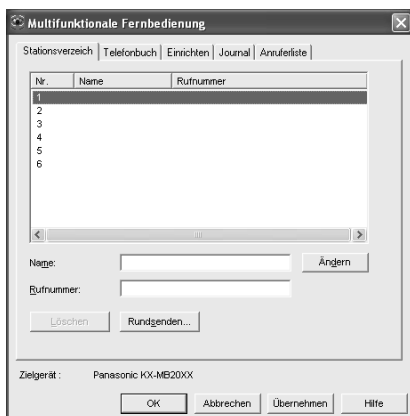 Multifunktionale Fernbedienung
Stationsverzeich Telefonbuch Einrichten Journal Anruferliste
Nr. Name Rufnummer
1
2
3
4
5
6
Name: Ändern
Rufnummer:
Löschen Rundsenden...
Zielgerät : Panasonic KX-MB20XX
OK Abbrechen Übernehmen Hilfe